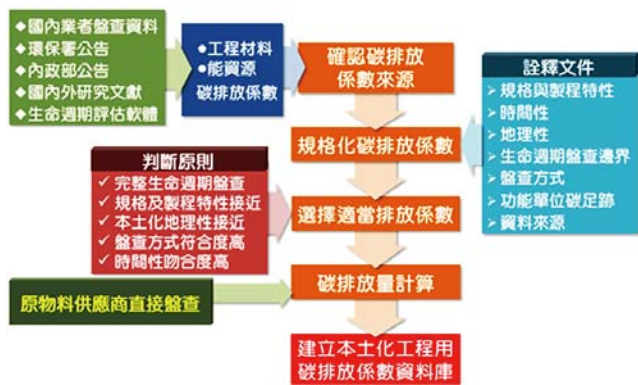 ◆國內業者盤查資料
◆環保署公告
◆內政部公告
◆國內外研究文獻
◆生命週期評估軟體
●工程材料
●能資源
碳排放係數
確認碳排放
係數來源
詮釋文件
➢規格與製程特性
➢時間性
➢地理性
➢生命週期盤查邊界
➢盤查方式
➢功能單位碳足跡
➢資料來源
規格化碳排放係數
判斷原則
✓完整生命週期盤查
✓規格及製程特性接近
✓本土化地理性接近
✓盤查方式符合度高
✓時間性吻合度高
選擇適當排放係數
原物料供應商直接盤查
碳排放量計算
建立本土化工程用
碳排放係數資料庫